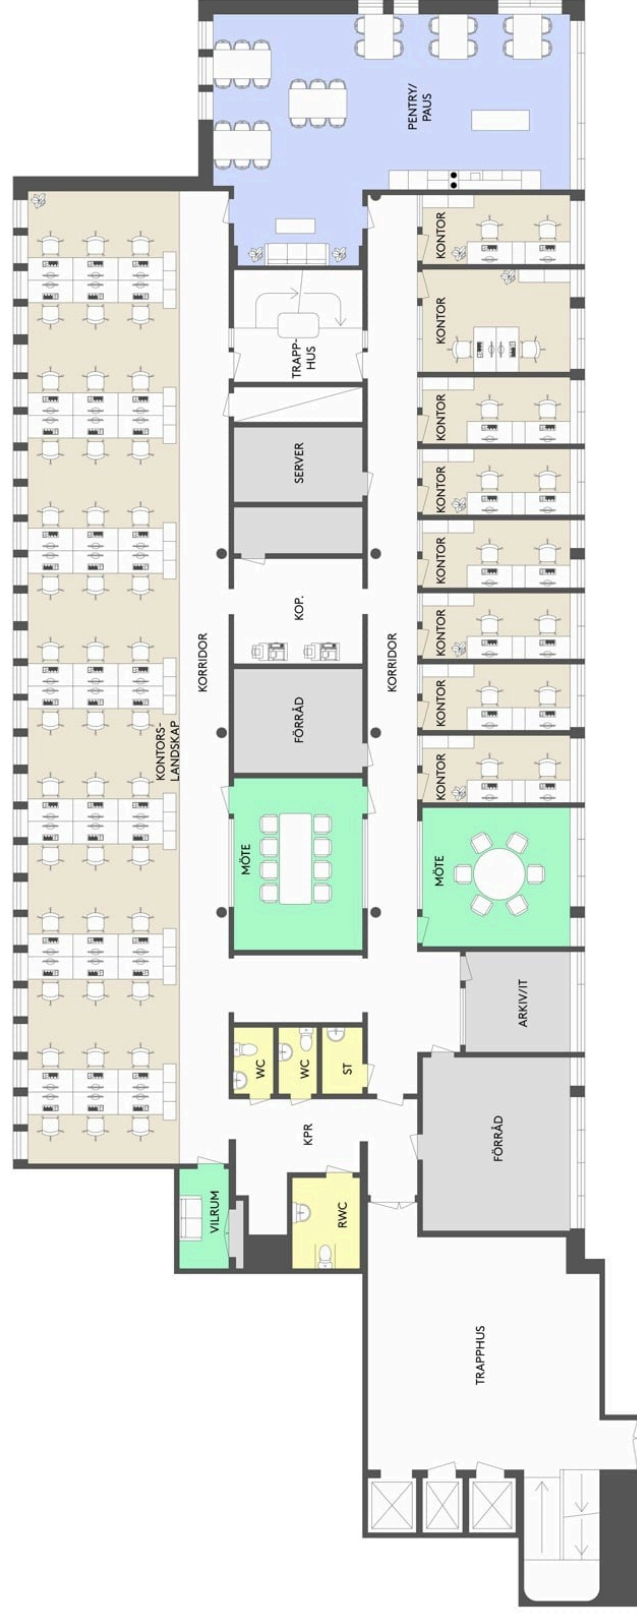 PENTRY/
PAUS
KONTOR
KONTOR
TRAPP-
HUS
KONTOR
SERVER
KONTOR
KONTOR
KOP.
KONTOR
KORRIDOR
KORRIDOR
KONTOR
FÖRRÅD
KONTORS-
LANDSKAP
KONTOR
MÖTE
MÖTE
ARKIV/IT
WC
WC
ST
KPR
FÖRRÅD
VILRUM
RWC
TRAPPHUS